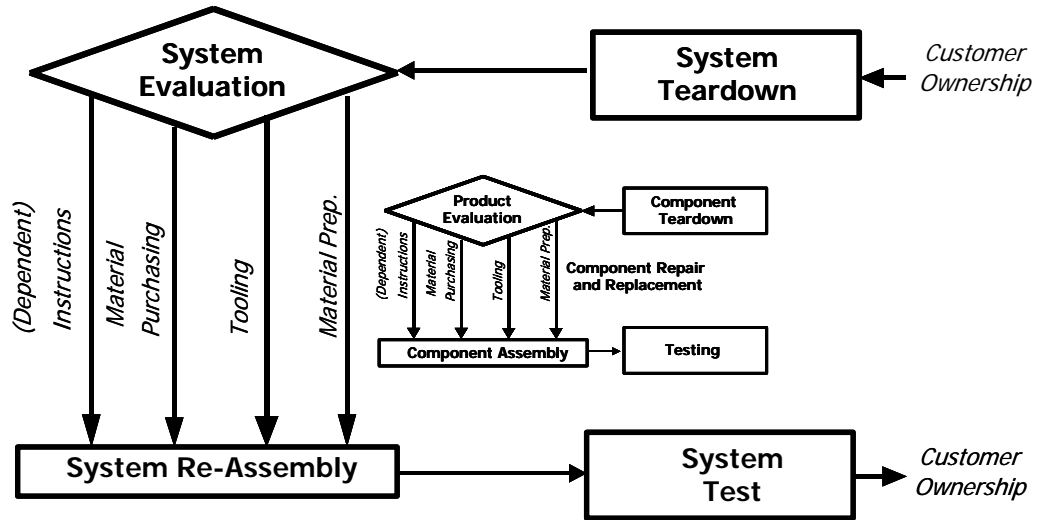 System
Evaluation
System
Teardown
Customer
Ownership
(Dependent)
Instructions
Material
Purchasing
Tooling
Material Prep.
Product
Evaluation
Component
Teardown
(Dependent)
Instructions
Material
Purchasing
Tooling
Material Prep.
Component Repair
and Replacement
Component Assembly
Testing
System Re-Assembly
System
Test
Customer
Ownership